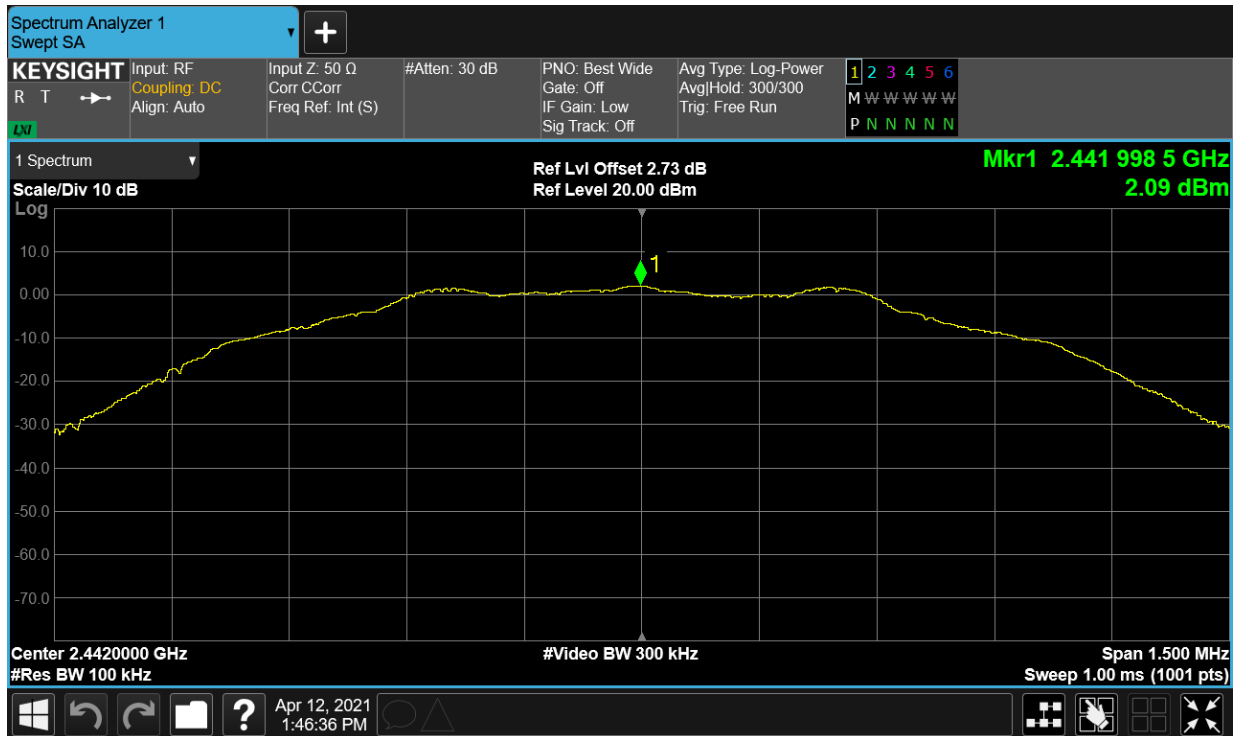 Spectrum Analyzer 1
Swept SA
KEYSIGHT
R T
LXI
Input: RF
Coupling: DC
Align: Auto
Input Z: 50 Ω
Corr CCorr
Freq Ref: Int (S)
#Atten: 30 dB
PNO: Best Wide
Gate: Off
IF Gain: Low
Sig Track: Off
Avg Type: Log-Power
Avg|Hold: 300/300
Trig: Free Run
1 2 3 4 5 6
M W W W W W W
P N N N N N N
1 Spectrum
Scale/Div 10 dB
Log
Ref Lvl Offset 2.73 dB
Ref Level 20.00 dBm
Mkr1 2.441 998 5 GHz
2.09 dBm
1
10.0
0.00
-10.0
-20.0
-30.0
-40.0
-50.0
-60.0
-70.0
Center 2.4420000 GHz
#Res BW 100 kHz
#Video BW 300 kHz
Span 1.500 MHz
Sweep 1.00 ms (1001 pts)
?
Apr 12, 2021
1:46:36 PM